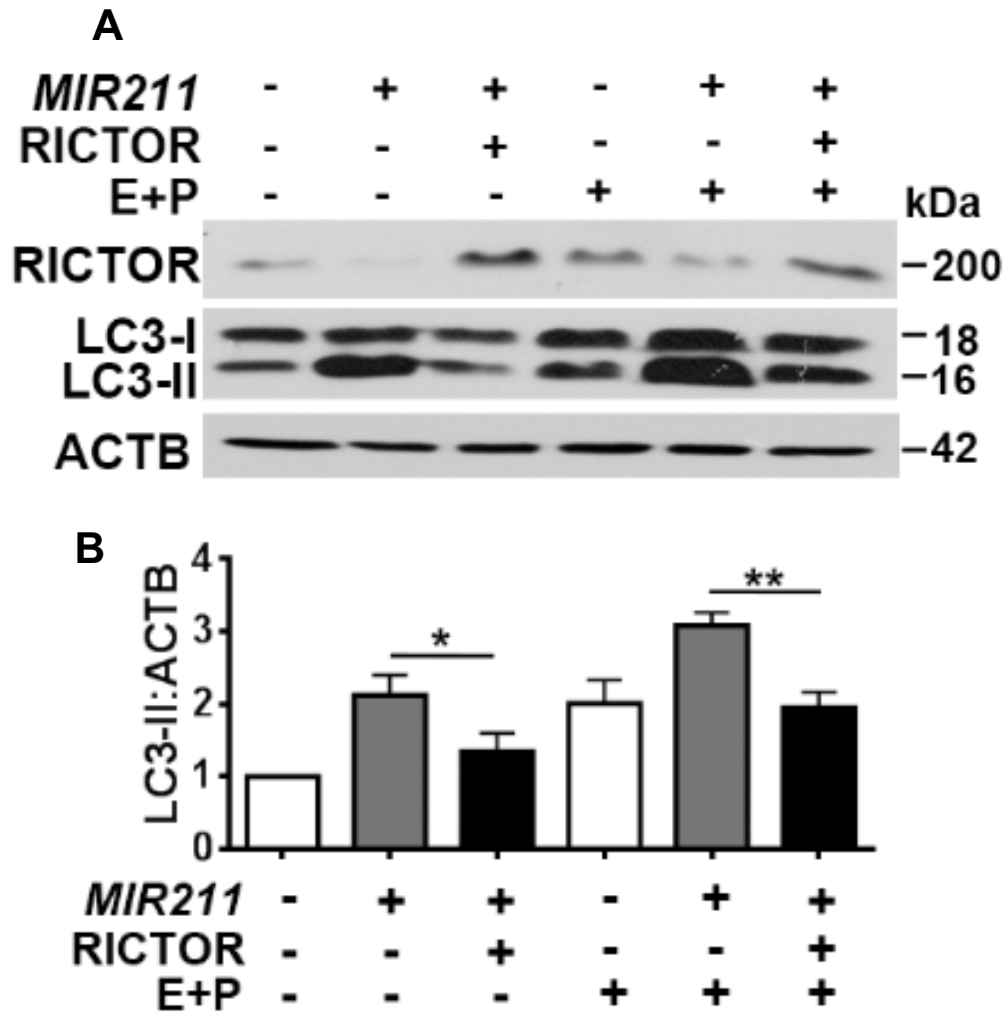 A
MIR211 - + + - + +
RICTOR - - + - - +
E+P - - - + + + kDa
RICTOR –200
LC3-I –18
LC3-II –16
ACTB –42
B
4
3
2
1
0
LC3-II:ACTB
*
**
MIR211 - + + - + +
RICTOR - - + - - +
E+P - - - + + +